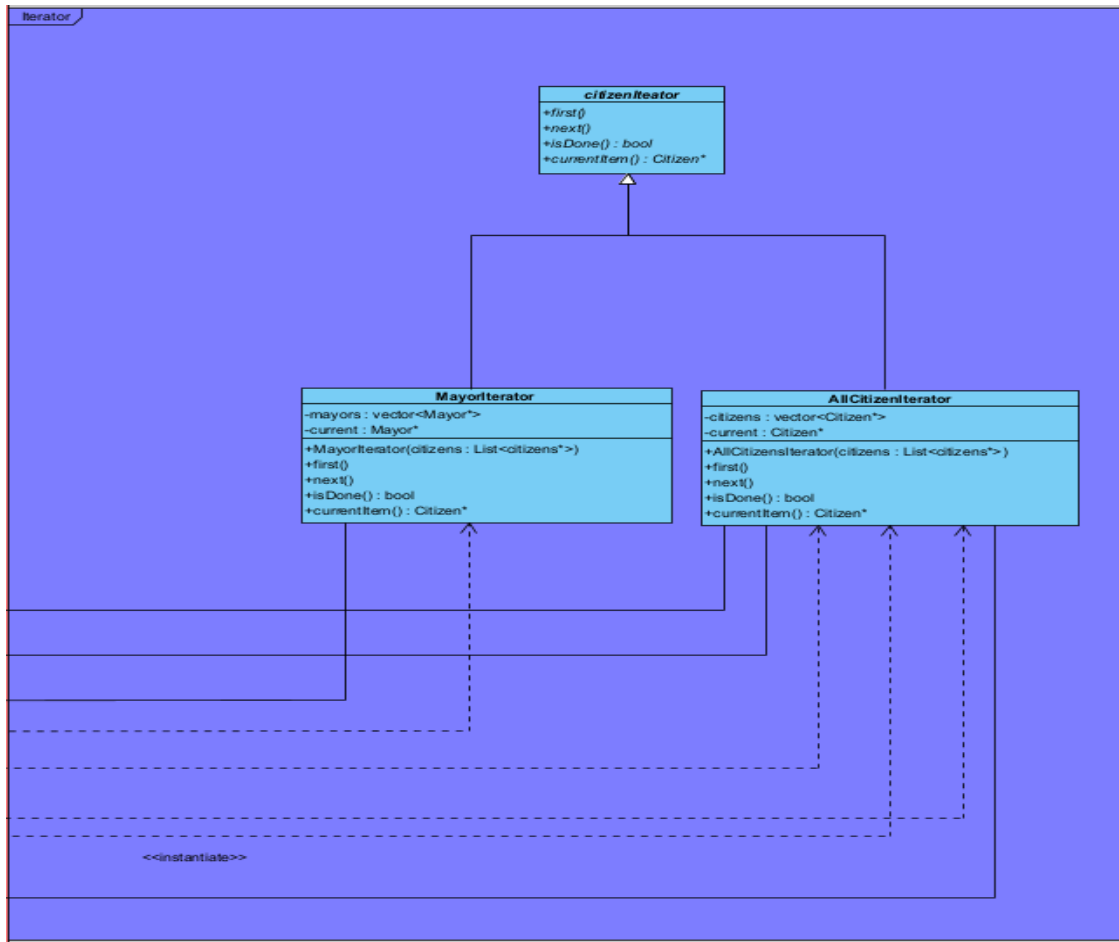 Iterator
citizenIteator
+first()
+next()
+isDone() : bool
+currentItem() : Citizen*
MayorIterator
-mayors : vector<Mayor*>
-current : Mayor*
+MayorIterator(citizens : List<citizens*>)
+first()
+next()
+isDone() : bool
+currentItem() : Citizen*
AllCitizenIterator
-citizens : vector<Citizen*>
-current : Citizen*
+AllCitizensIterator(citizens : List<citizens*>)
+first()
+next()
+isDone() : bool
+currentItem() : Citizen*
<<instantiate>>